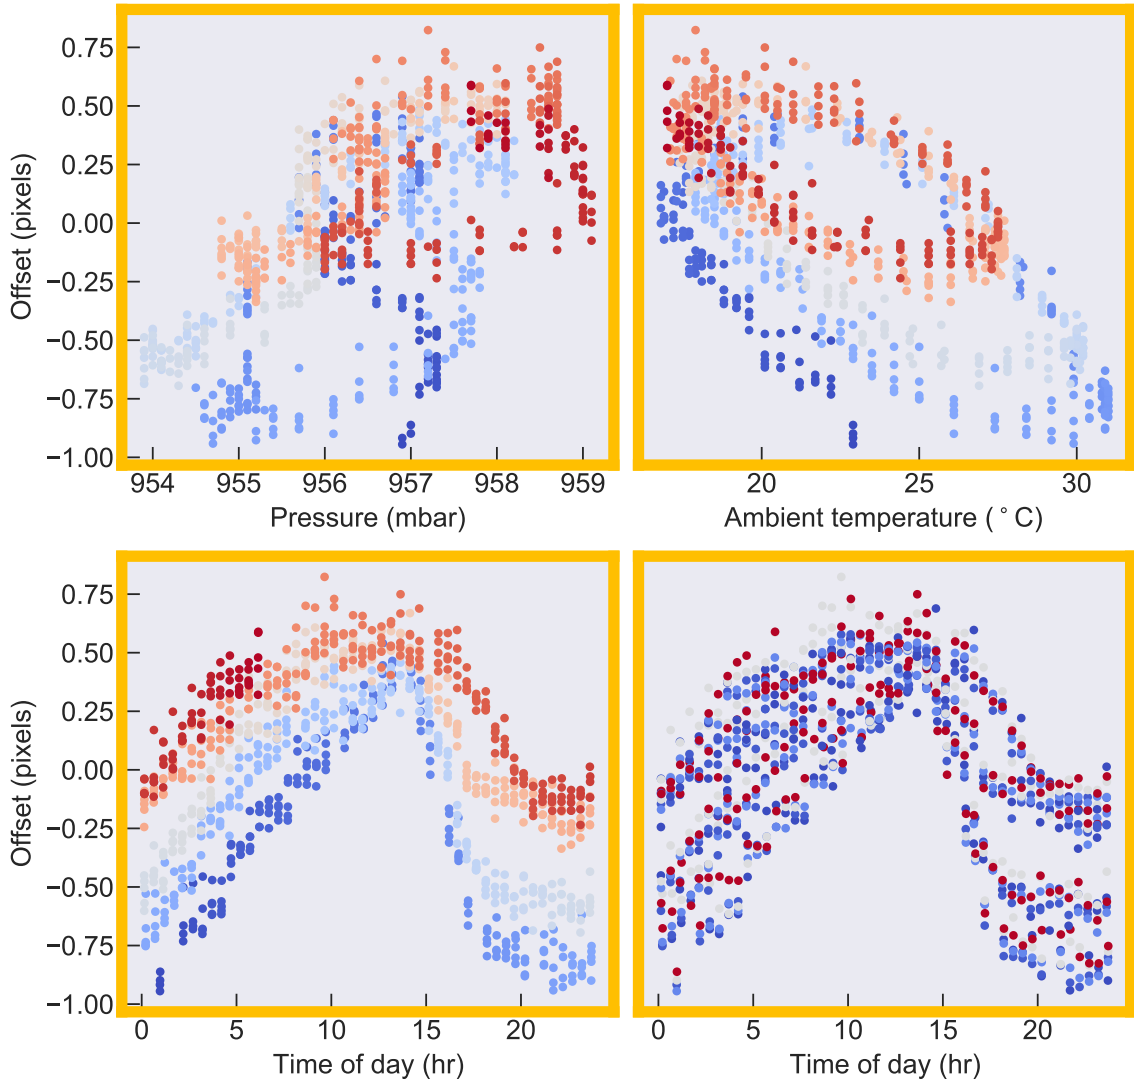 0.75
0.50
0.25
0.00
−0.25
−0.50
−0.75
−1.00
Offset (pixels)
954 955 956 957 958 959
Pressure (mbar)
20 25 30
Ambient temperature ( °C)
0.75
0.50
0.25
0.00
−0.25
−0.50
−0.75
−1.00
Offset (pixels)
0 5 10 15 20
Time of day (hr)
0 5 10 15 20
Time of day (hr)